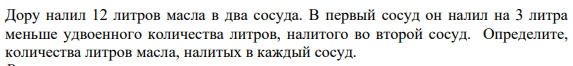 Дору налил 12 литров масла в два сосуда. В первый сосуд он налил на 3 литра
меньше удвоенного количества литров, налитого во второй сосуд. Определите,
количества литров масла, налитых в каждый сосуд.